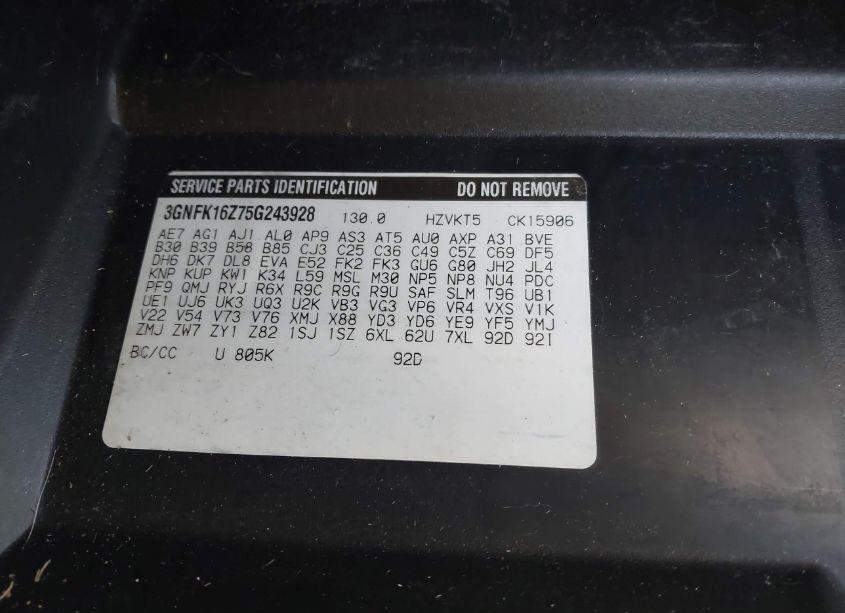 SERVICE PARTS IDENTIFICATION DO NOT REMOVE
3GNFK16Z75G243928 130.0 HZVKT5 CK15906
AE7 AG1 AJ1 AL0 AP9 AS3 AT5 AU0 AXP A31 BVE
B30 B39 B58 B85 CJ3 C25 C36 C49 C5Z C69 DF5
DH6 DK7 DL8 EVA E52 FK2 FK3 GU6 G80 JH2 JL4
KNP KUP KW1 K34 L59 MSL M30 NP5 NP8 NU4 PDC
PF9 QMJ RYJ R6X R9C R9G R9U SAF SLM T96 UB1
UE1 UJ6 UK3 UQ3 U2K VB3 VG3 VP6 VR4 VXS V1K
V22 V54 V73 V76 XMJ X88 YD3 YD6 YE9 YF5 YMJ
ZMJ ZW7 ZY1 Z82 1SJ 1SZ 6XL 62U 7XL 92D 92I
BC/CC U 805K 92D